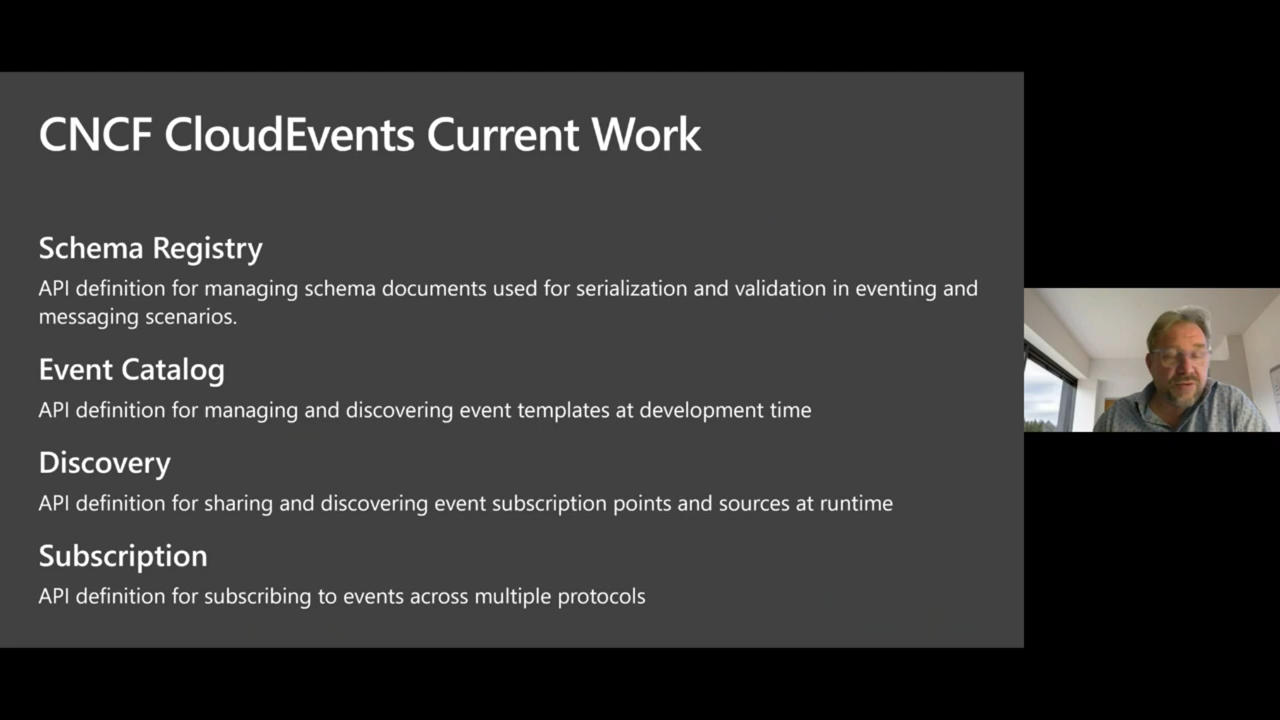 CNCF CloudEvents Current Work
Schema Registry
API definition for managing schema documents used for serialization and validation in eventing and
messaging scenarios.
Event Catalog
API definition for managing and discovering event templates at development time
Discovery
API definition for sharing and discovering event subscription points and sources at runtime
Subscription
API definition for subscribing to events across multiple protocols